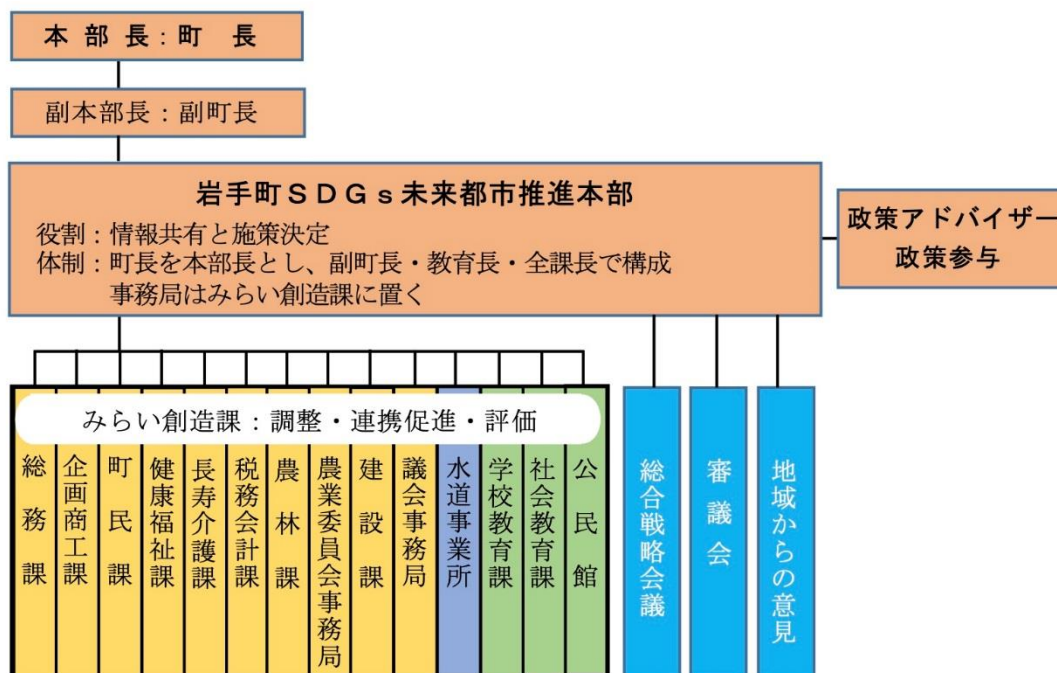 本 部 長：町　長
副本部長：副町長
岩手町ＳＤＧｓ未来都市推進本部
役割：情報共有と施策決定
体制：町長を本部長とし、副町長・教育長・全課長で構成
事務局はみらい創造課に置く
政策アドバイザー
政策参与
みらい創造課：調整・連携促進・評価
総務課
企画商工課
町民課
健康福祉課
長寿介護課
税務会計課
農林課
農業委員会事務局
建設課
議会事務局
水道事業所
学校教育課
社会教育課
公民館
総合戦略会議
審議会
地域からの意見